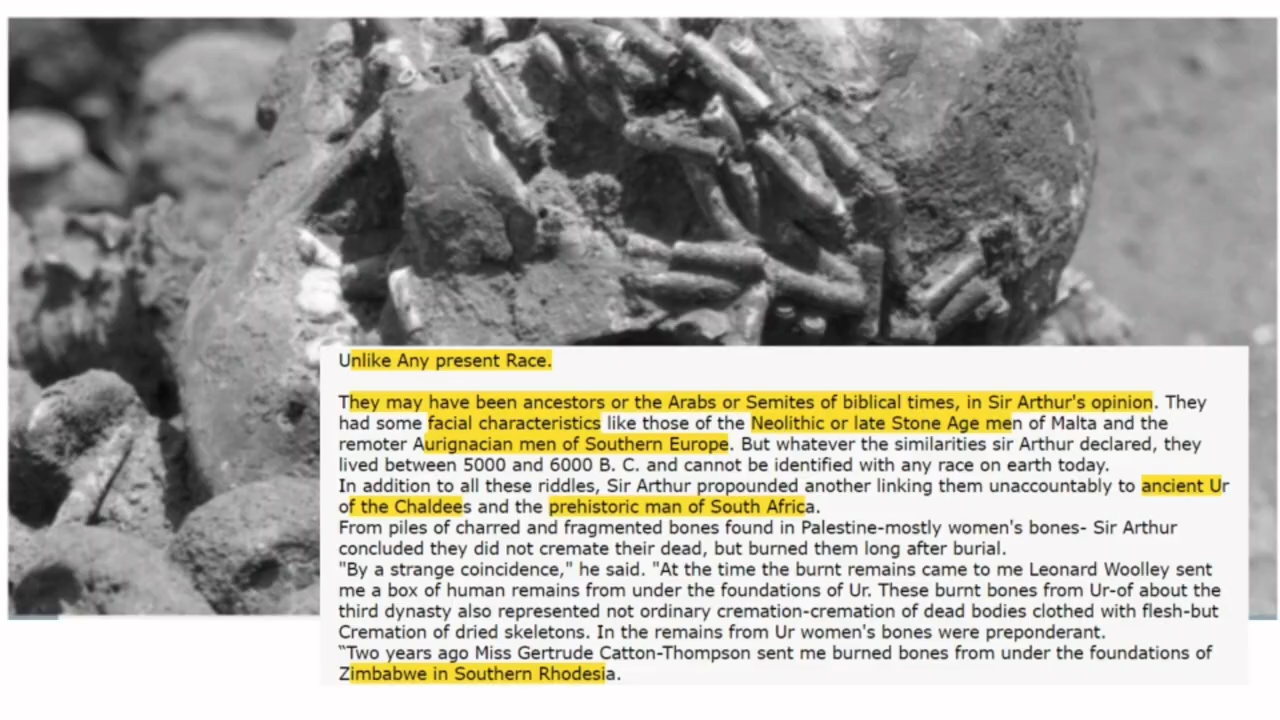 Unlike Any present Race.
They may have been ancestors or the Arabs or Semites of biblical times, in Sir Arthur's opinion. They
had some facial characteristics like those of the Neolithic or late Stone Age men of Malta and the
remoter Aurignacian men of Southern Europe. But whatever the similarities sir Arthur declared, they
lived between 5000 and 6000 B. C. and cannot be identified with any race on earth today.
In addition to all these riddles, Sir Arthur propounded another linking them unaccountably to ancient Ur
of the Chaldees and the prehistoric man of South Africa.
From piles of charred and fragmented bones found in Palestine-mostly women's bones- Sir Arthur
concluded they did not cremate their dead, but burned them long after burial.
"By a strange coincidence," he said. "At the time the burnt remains came to me Leonard Woolley sent
me a box of human remains from under the foundations of Ur. These burnt bones from Ur-of about the
third dynasty also represented not ordinary cremation-cremation of dead bodies clothed with flesh-but
Cremation of dried skeletons. In the remains from Ur women's bones were preponderant.
‟Two years ago Miss Gertrude Catton-Thompson sent me burned bones from under the foundations of
Zimbabwe in Southern Rhodesia.